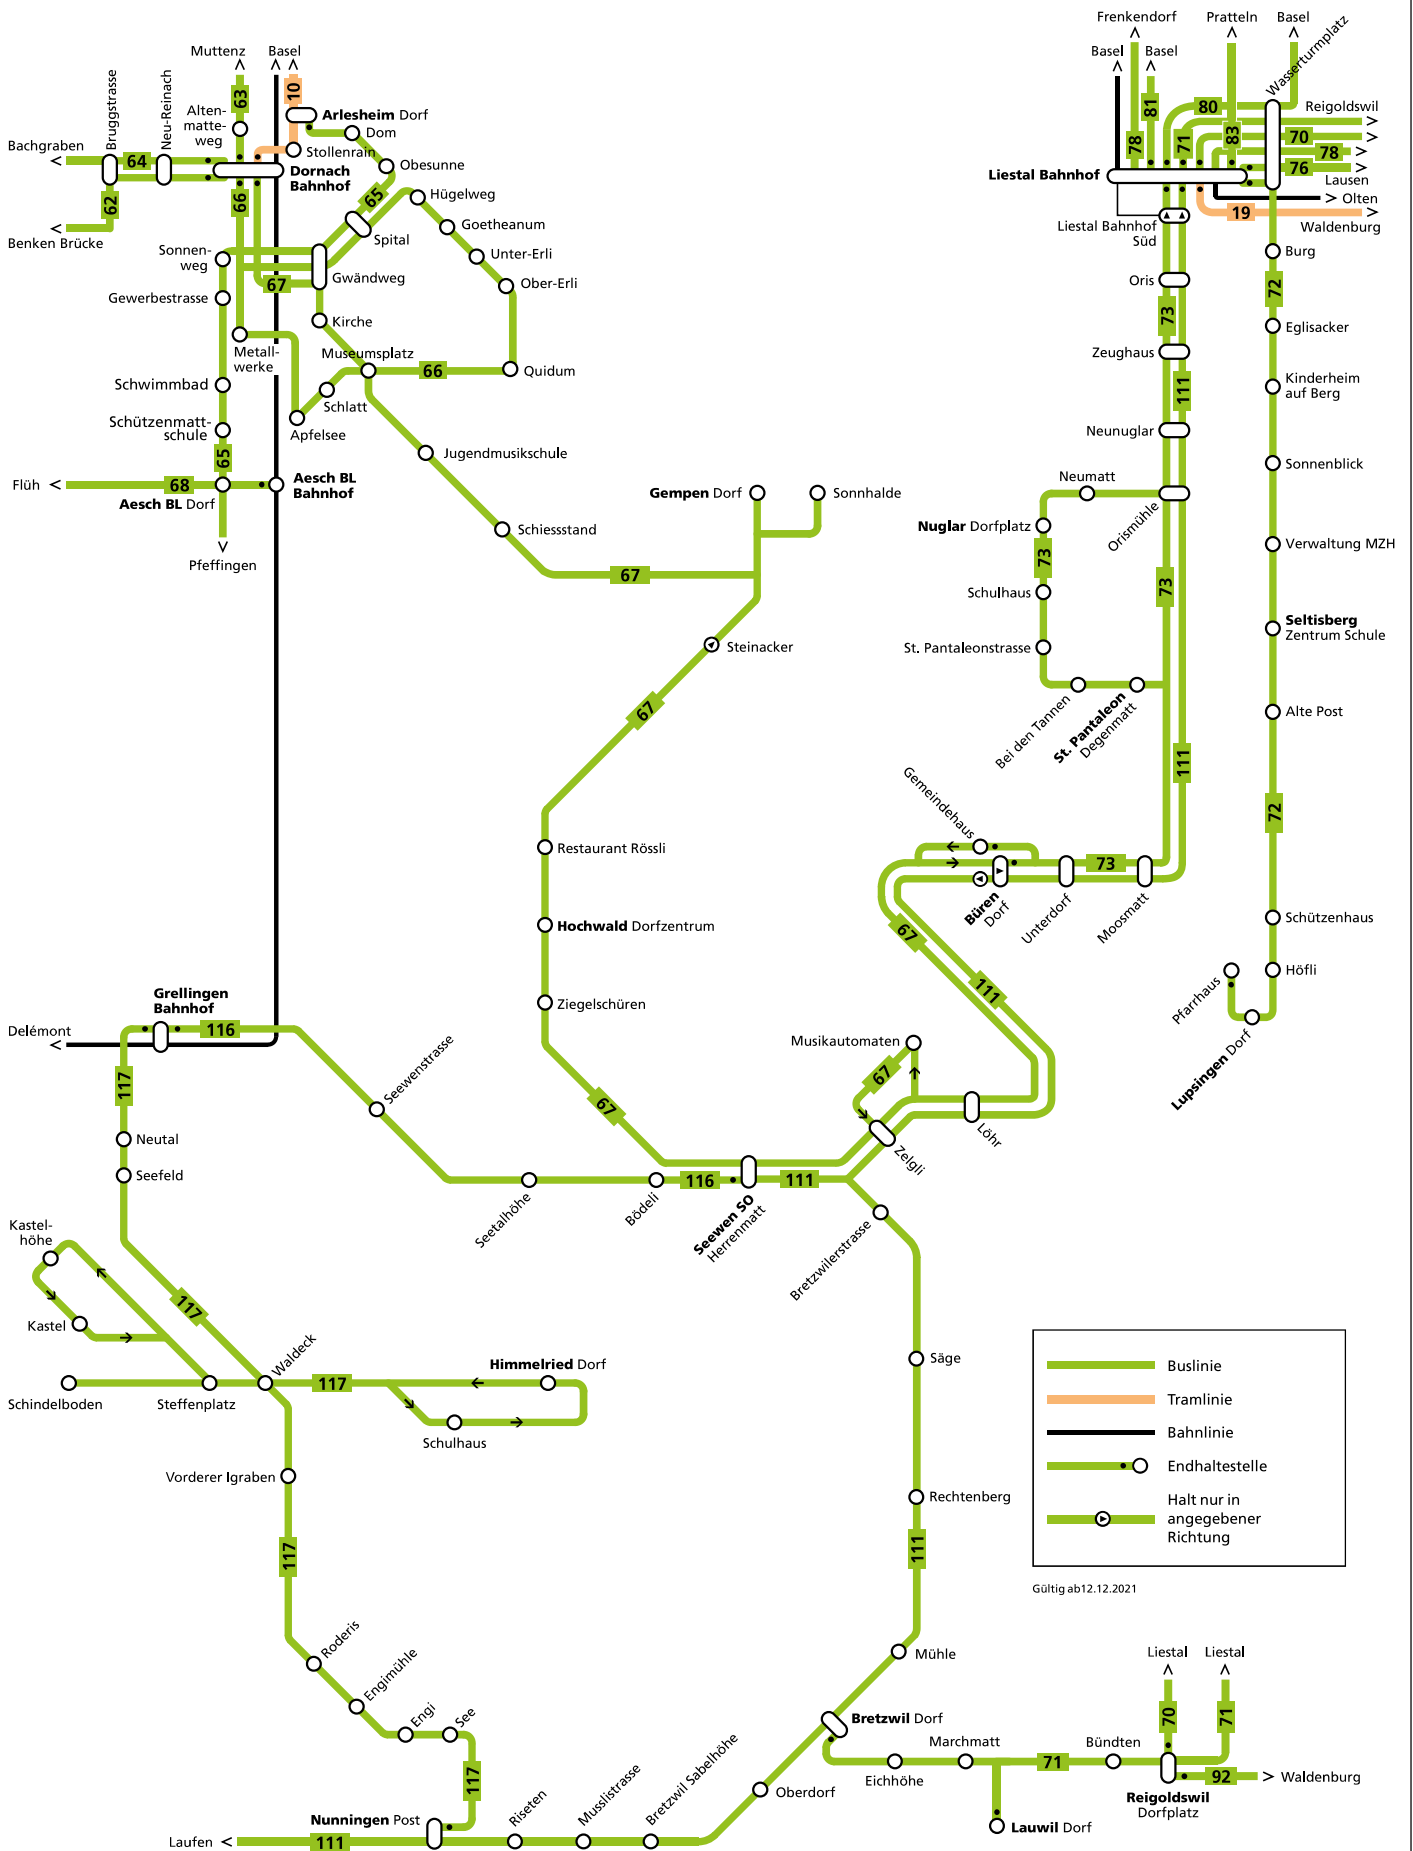 Frenkendorf
Pratteln
Basel
Basel
Basel
Wasserturmplatz
Muttenz
Basel
10
63
Bruggstrasse
Neu-Reinach
Alten-
matte-
weg
Arlesheim Dorf
Dom
Stollenrain
Obesunne
Bachgraben
64
62
Benken Brücke
Dornach
Bahnhof
66
65
Hügelweg
Goetheanum
Spital
Unter-Erli
Ober-Erli
Sonnen-
weg
Gwändweg
67
Gewerbestrasse
Kirche
Metall-
werke
Museumsplatz
66
Quidum
Schwimmbad
Schlatt
Apfelsee
Schützenmatt-
schule
65
Jugendmusikschule
Flüh
68
Aesch BL Dorf
Aesch BL
Bahnhof
Pfeffingen
Schiessstand
Gempen Dorf
Sonnhalde
67
Steinacker
67
Restaurant Rössli
Hochwald Dorfzentrum
Ziegelschüren
67
80
81
78
71
83
Reigoldswil
70
78
76
Lausen
Olten
19
Waldenburg
Liestal Bahnhof
Liestal Bahnhof
Süd
Oris
73
Zeughaus
111
Neunuglar
Neumatt
Orismühle
Nuglar Dorfplatz
73
73
Schulhaus
St. Pantaleonstrasse
Bei den Tannen
St. Pantaleon
Degenmatt
111
Burg
72
Eglisacker
Kinderheim
auf Berg
Sonnenblick
Verwaltung MZH
Seltisberg
Zentrum Schule
Alte Post
72
Schützenhaus
Höfli
Pfarrhaus
Lupsingen Dorf
Gemeindehaus
73
Büren
Dorf
Unterdorf
Moosmatt
67
111
Musikautomaten
67
Löhr
Zelgli
Grellingen
Bahnhof
116
Delémont
117
Seewenstrasse
Neutal
Seefeld
Seetalhöhe
Bödeli
116
111
Seewen SO
Herrenmatt
Bretzwilerstrasse
Kastel-
höhe
Kastel
117
Waldeck
Schindelboden
Steffenplatz
117
Himmelried Dorf
Schulhaus
Säge
Vorderer Igraben
Rechtenberg
117
111
Roderis
Engimühle
Engi
See
Mühle
117
Bretzwil Dorf
Marchmatt
Eichhöhe
71
Bündten
Liestal
Liestal
70
71
92
Waldenburg
Reigoldswil
Dorfplatz
Lauwil Dorf
Oberdorf
Bretzwil Sabelhöhe
Musslistrasse
Riseten
Nunningen Post
Laufen
111
Buslinie
Tramlinie
Bahnlinie
Endhaltestelle
Halt nur in
angegebener
Richtung
Gültig ab12.12.2021